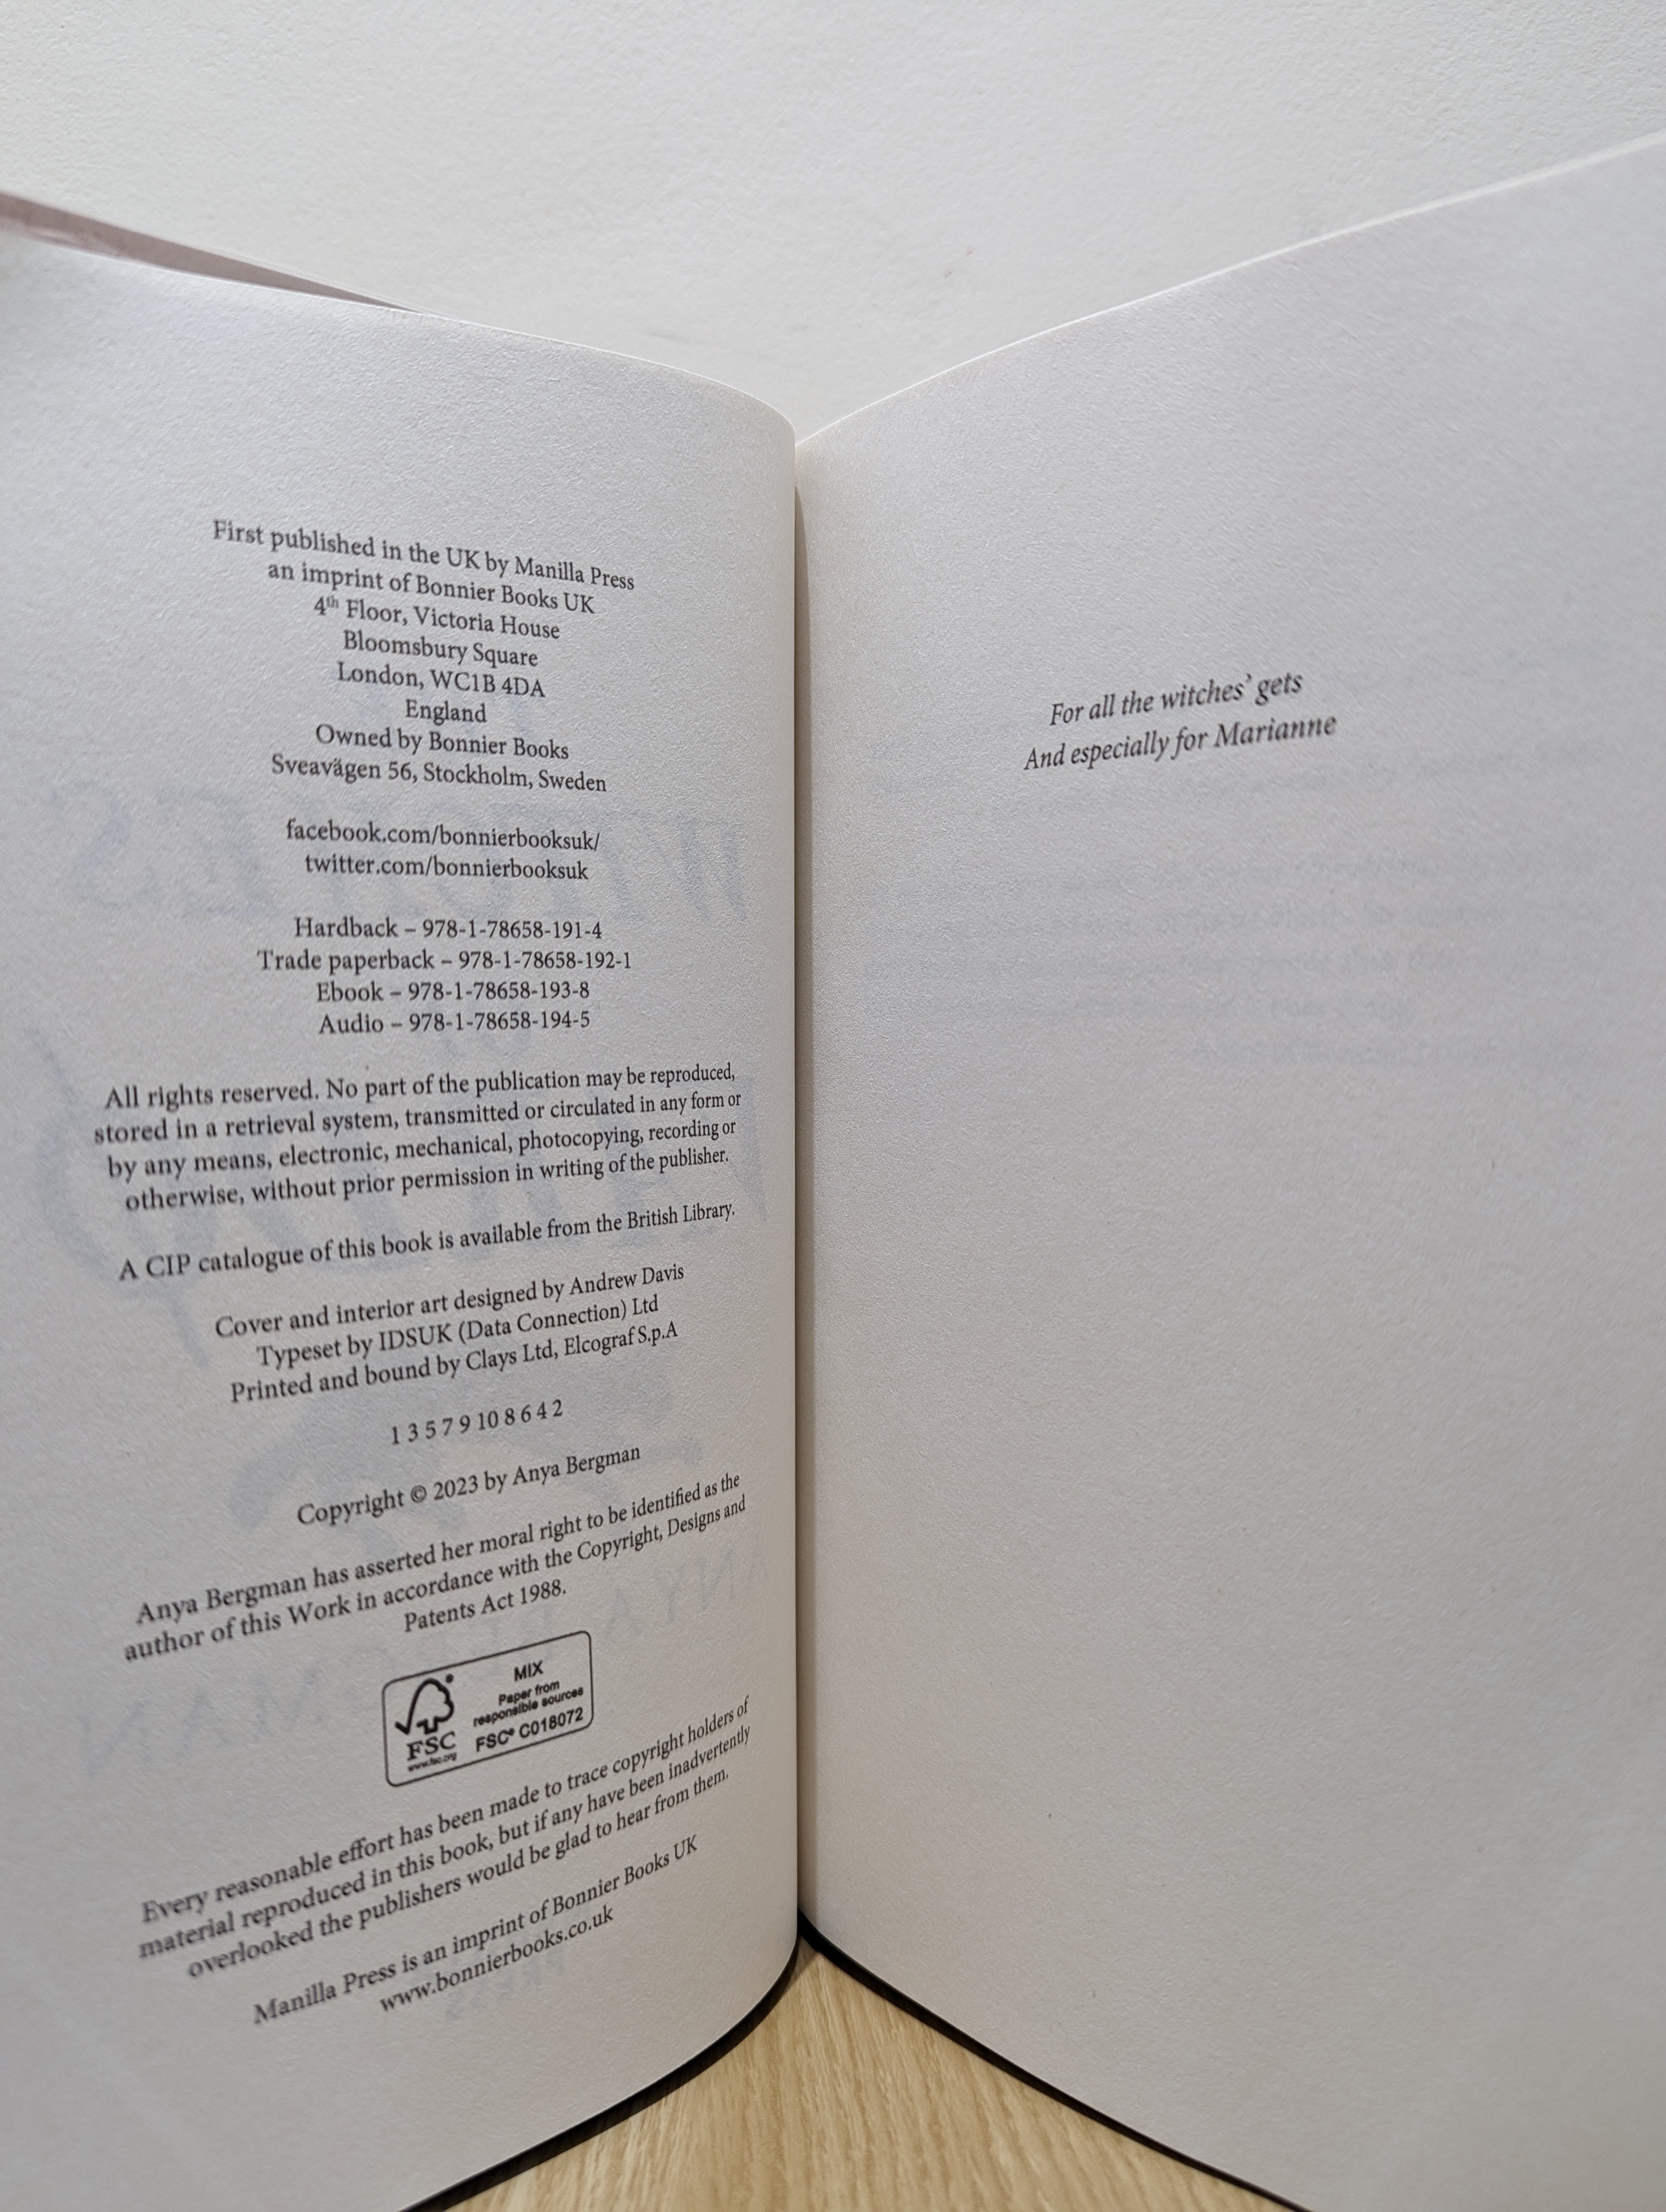 First published in the UK by Manilla Press
an imprint of Bonnier Books UK
4th Floor, Victoria House
Bloomsbury Square
London, WC1B 4DA
England
Owned by Bonnier Books
Sveavägen 56, Stockholm, Sweden
facebook.com/bonnierbooksuk/
twitter.com/bonnierbooksuk
Hardback – 978-1-78658-191-4
Trade paperback – 978-1-78658-192-1
Ebook – 978-1-78658-193-8
Audio – 978-1-78658-194-5
All rights reserved. No part of the publication may be reproduced,
stored in a retrieval system, transmitted or circulated in any form or
by any means, electronic, mechanical, photocopying, recording or
otherwise, without prior permission in writing of the publisher.
A CIP catalogue of this book is available from the British Library.
Cover and interior art designed by Andrew Davis
Typeset by IDSUK (Data Connection) Ltd
Printed and bound by Clays Ltd, Elcograf S.p.A
1 3 5 7 9 10 8 6 4 2
Copyright © 2023 by Anya Bergman
Anya Bergman has asserted her moral right to be identified as the
author of this Work in accordance with the Copyright, Designs and
Patents Act 1988.
FSC
www.fsc.org
MIX
Paper from
responsible sources
FSC® C018072
Every reasonable effort has been made to trace copyright holders of
material reproduced in this book, but if any have been inadvertently
overlooked the publishers would be glad to hear from them.
Manilla Press is an imprint of Bonnier Books UK
www.bonnierbooks.co.uk
For all the witches’ gets
And especially for Marianne